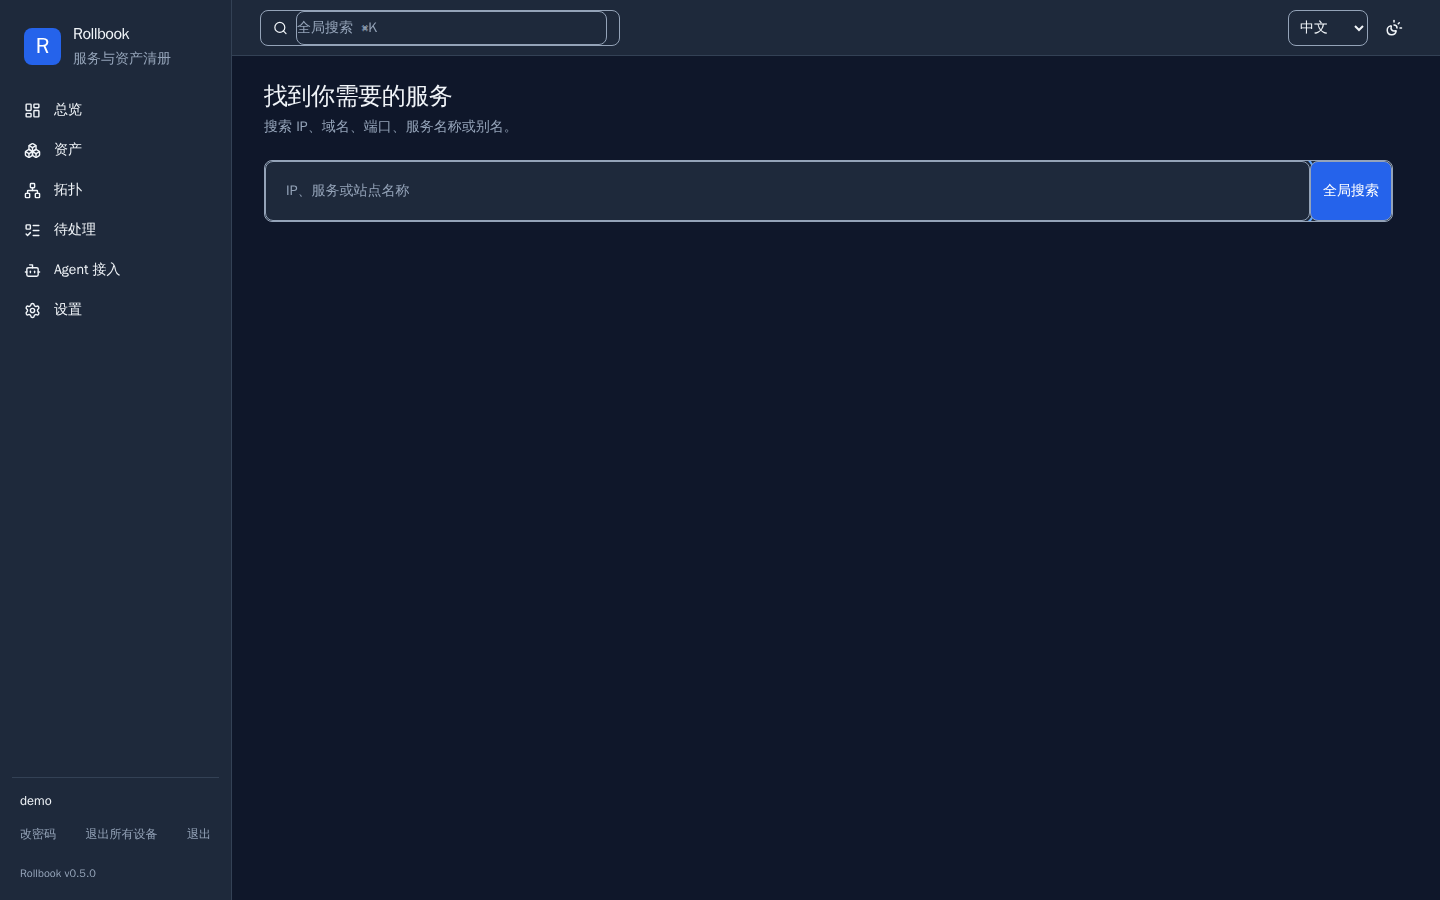 R
Rollbook
服务与资产清册
总览
资产
拓扑
待处理
Agent 接入
设置
demo
改密码 退出所有设备 退出
Rollbook v0.5.0
全局搜索 ⌘K
中文
找到你需要的服务
搜索 IP、域名、端口、服务名称或别名。
IP、服务或站点名称
全局搜索